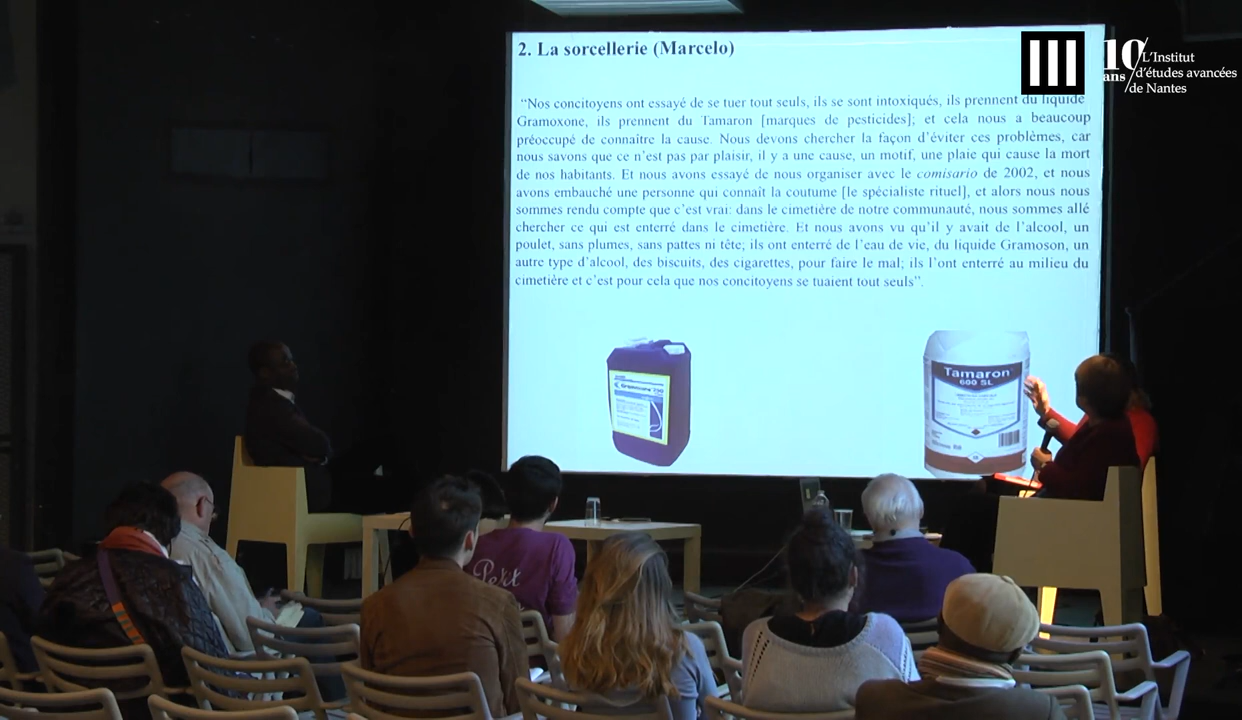 2. La sorcellerie (Marcelo)
10
ans
L'Institut
d'études avancées
de Nantes
“Nos concitoyens ont essayé de se tuer tout seuls, ils se sont intoxiqués, ils prennent du liquide
Gramoxone, ils prennent du Tamaron [marques de pesticides]; et cela nous a beaucoup
préoccupé de connaître la cause. Nous devons chercher la façon d'éviter ces problèmes, car
nous savons que ce n'est pas par plaisir, il y a une cause, un motif, une plaie qui cause la mort
de nos habitants. Et nous avons essayé de nous organiser avec le comisario de 2002, et nous
avons embauché une personne qui connaît la coutume [le spécialiste rituel], et alors nous nous
sommes rendu compte que c'est vrai: dans le cimetière de notre communauté, nous sommes allé
chercher ce qui est enterré dans le cimetière. Et nous avons vu qu'il y avait de l'alcool, un
poulet, sans plumes, sans pattes ni tête; ils ont enterré de l'eau de vie, du liquide Gramoson, un
autre type d'alcool, des biscuits, des cigarettes, pour faire le mal; ils l'ont enterré au milieu du
cimetière et c'est pour cela que nos concitoyens se tuaient tout seuls”.
Gramoxone
Tamaron
600 SL